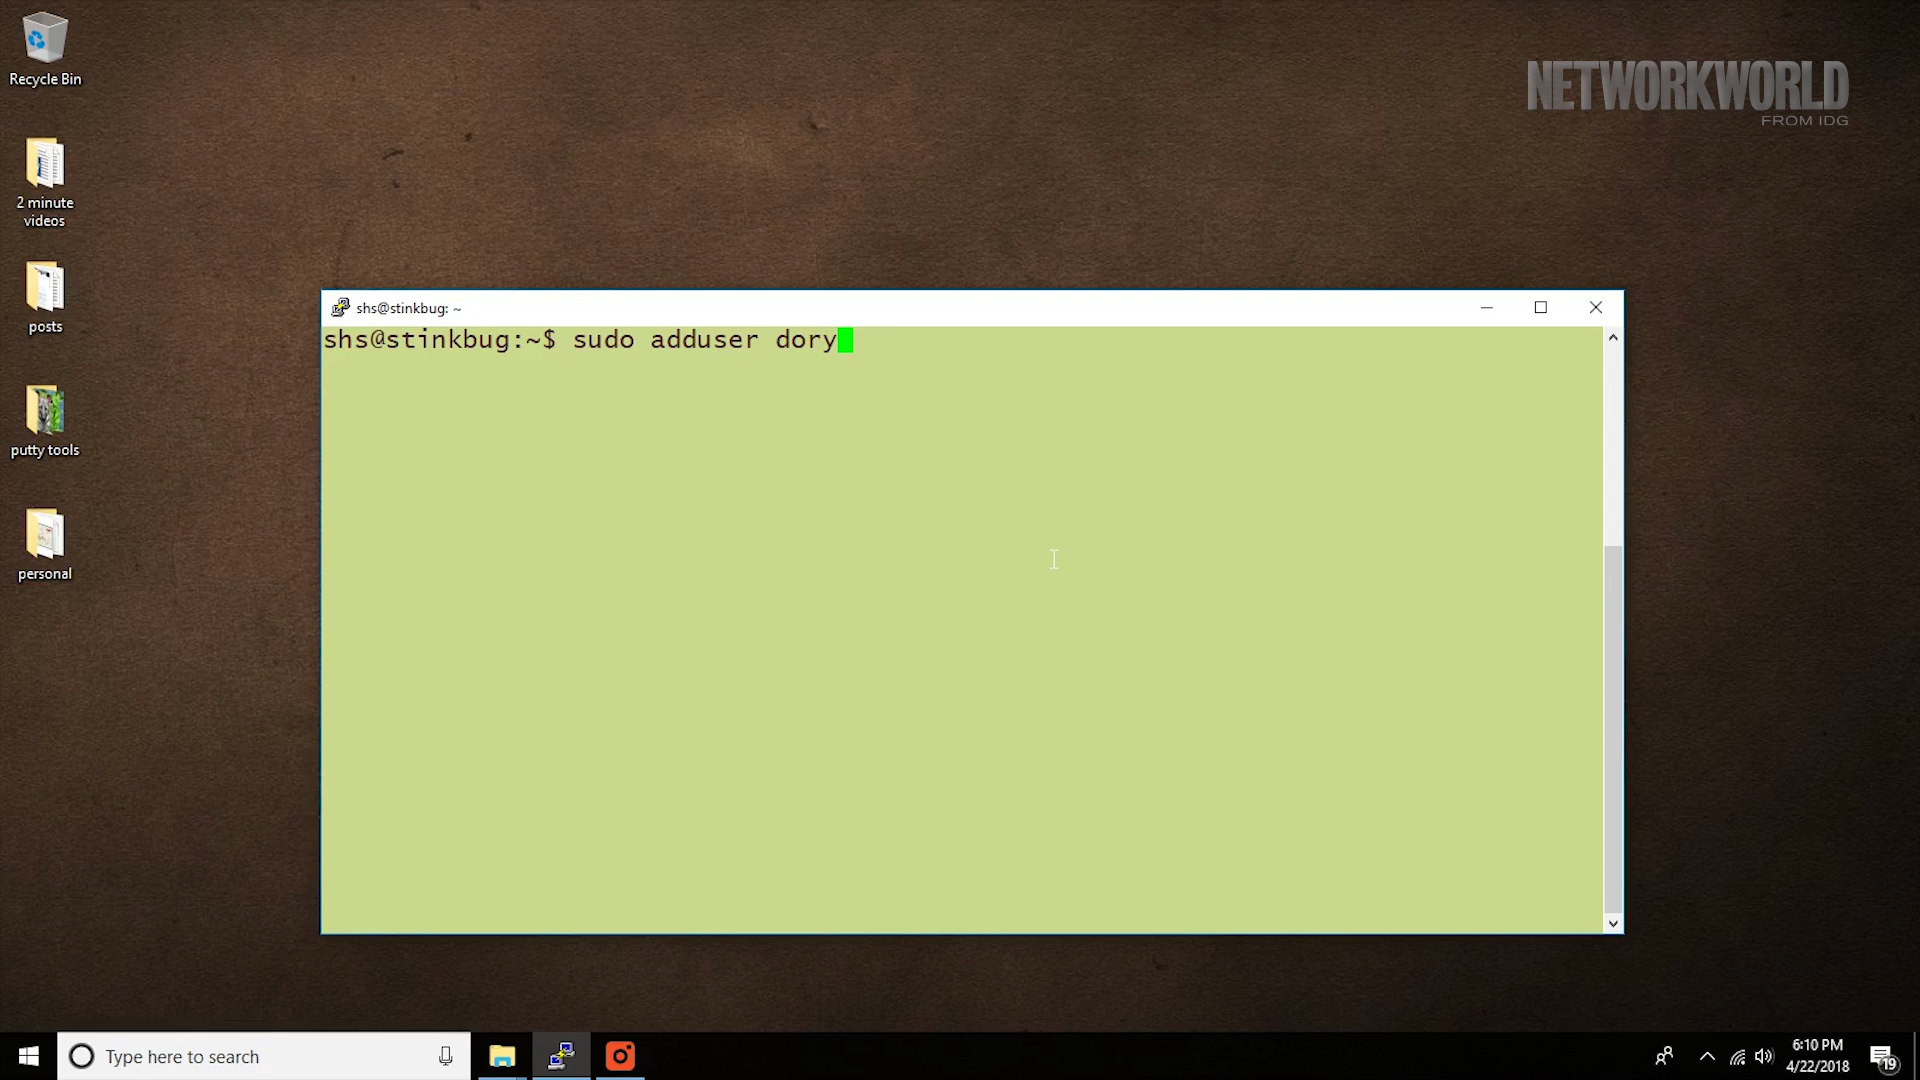 Recycle Bin
2 minute
videos
posts
putty tools
personal
NETWORKWORLD
FROM IDG
shs@stinkbug: ~
shs@stinkbug:~$ sudo adduser dory
Type here to search
6:10 PM
4/22/2018
19